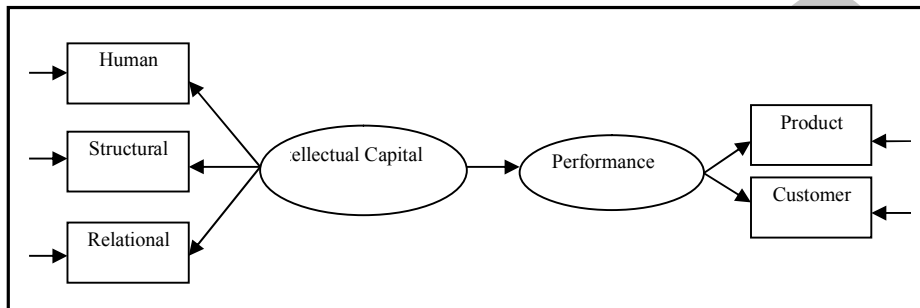 Human
Structural
Relational
ellectual Capital
Performance
Product
Customer